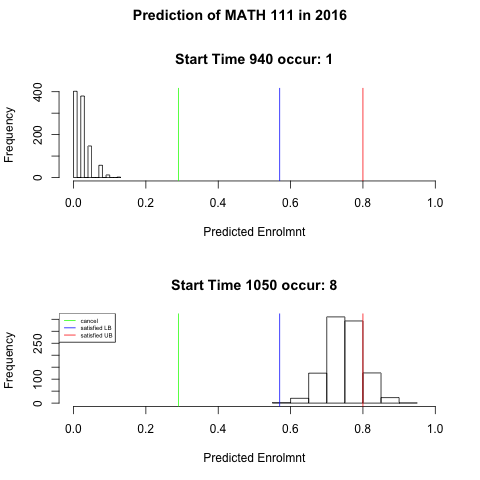 Prediction of MATH 111 in 2016
Start Time 940 occur: 1
Frequency
400
200
0
0.0 0.2 0.4 0.6 0.8 1.0
Predicted Enrolmnt
Start Time 1050 occur: 8
cancel
satisfied LB
satisfied UB
Frequency
250
100
0
0.0 0.2 0.4 0.6 0.8 1.0
Predicted Enrolmnt